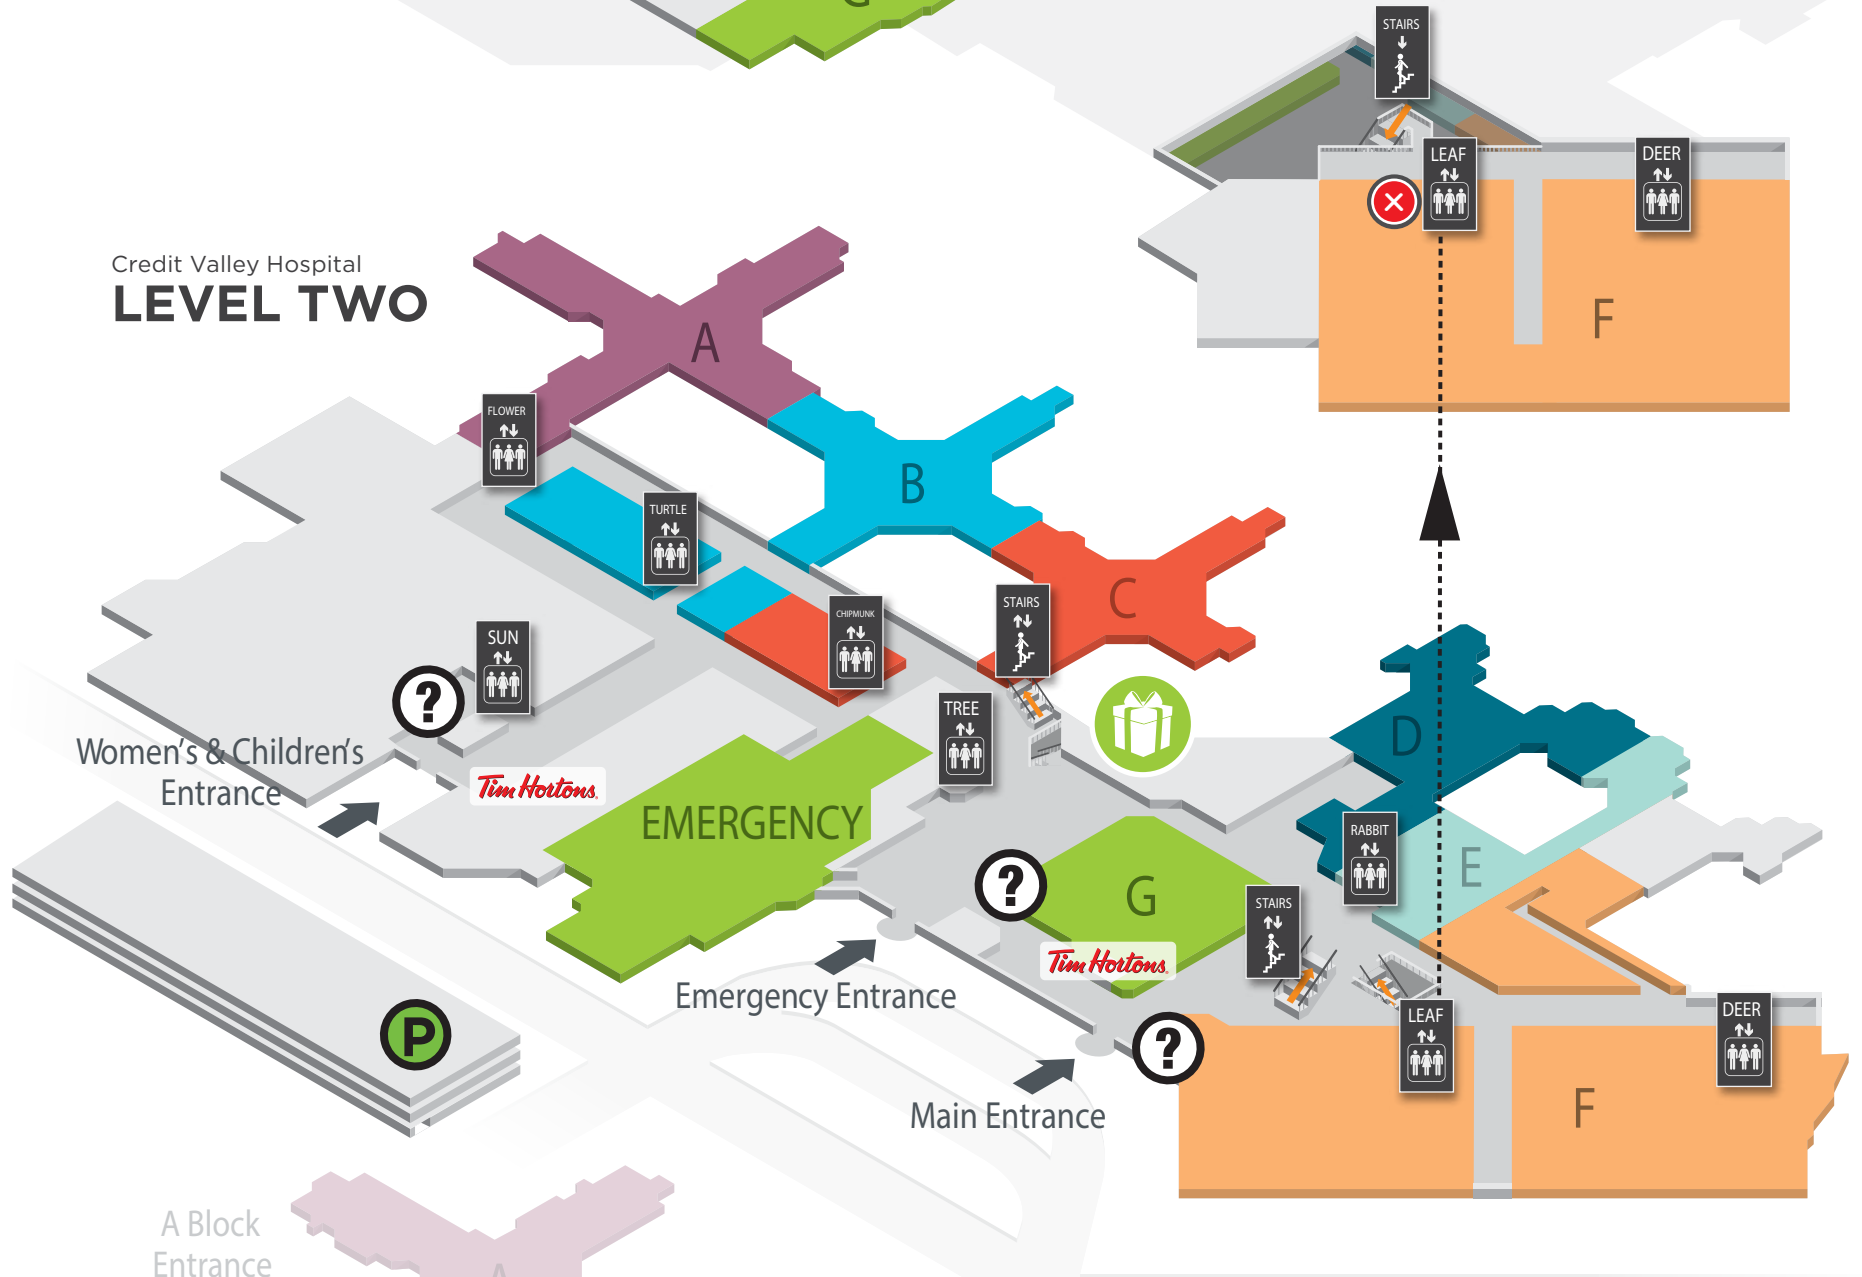 G
STAIRS
LEAF
DEER
F
Credit Valley Hospital
LEVEL TWO
A
FLOWER
B
TURTLE
C
STAIRS
CHIPMUNK
SUN
?
TREE
D
Women's & Children's
Entrance
Tim Hortons.
EMERGENCY
RABBIT
E
?
G
STAIRS
Tim Hortons.
Emergency Entrance
P
LEAF
DEER
?
Main Entrance
F
A Block
Entrance
A